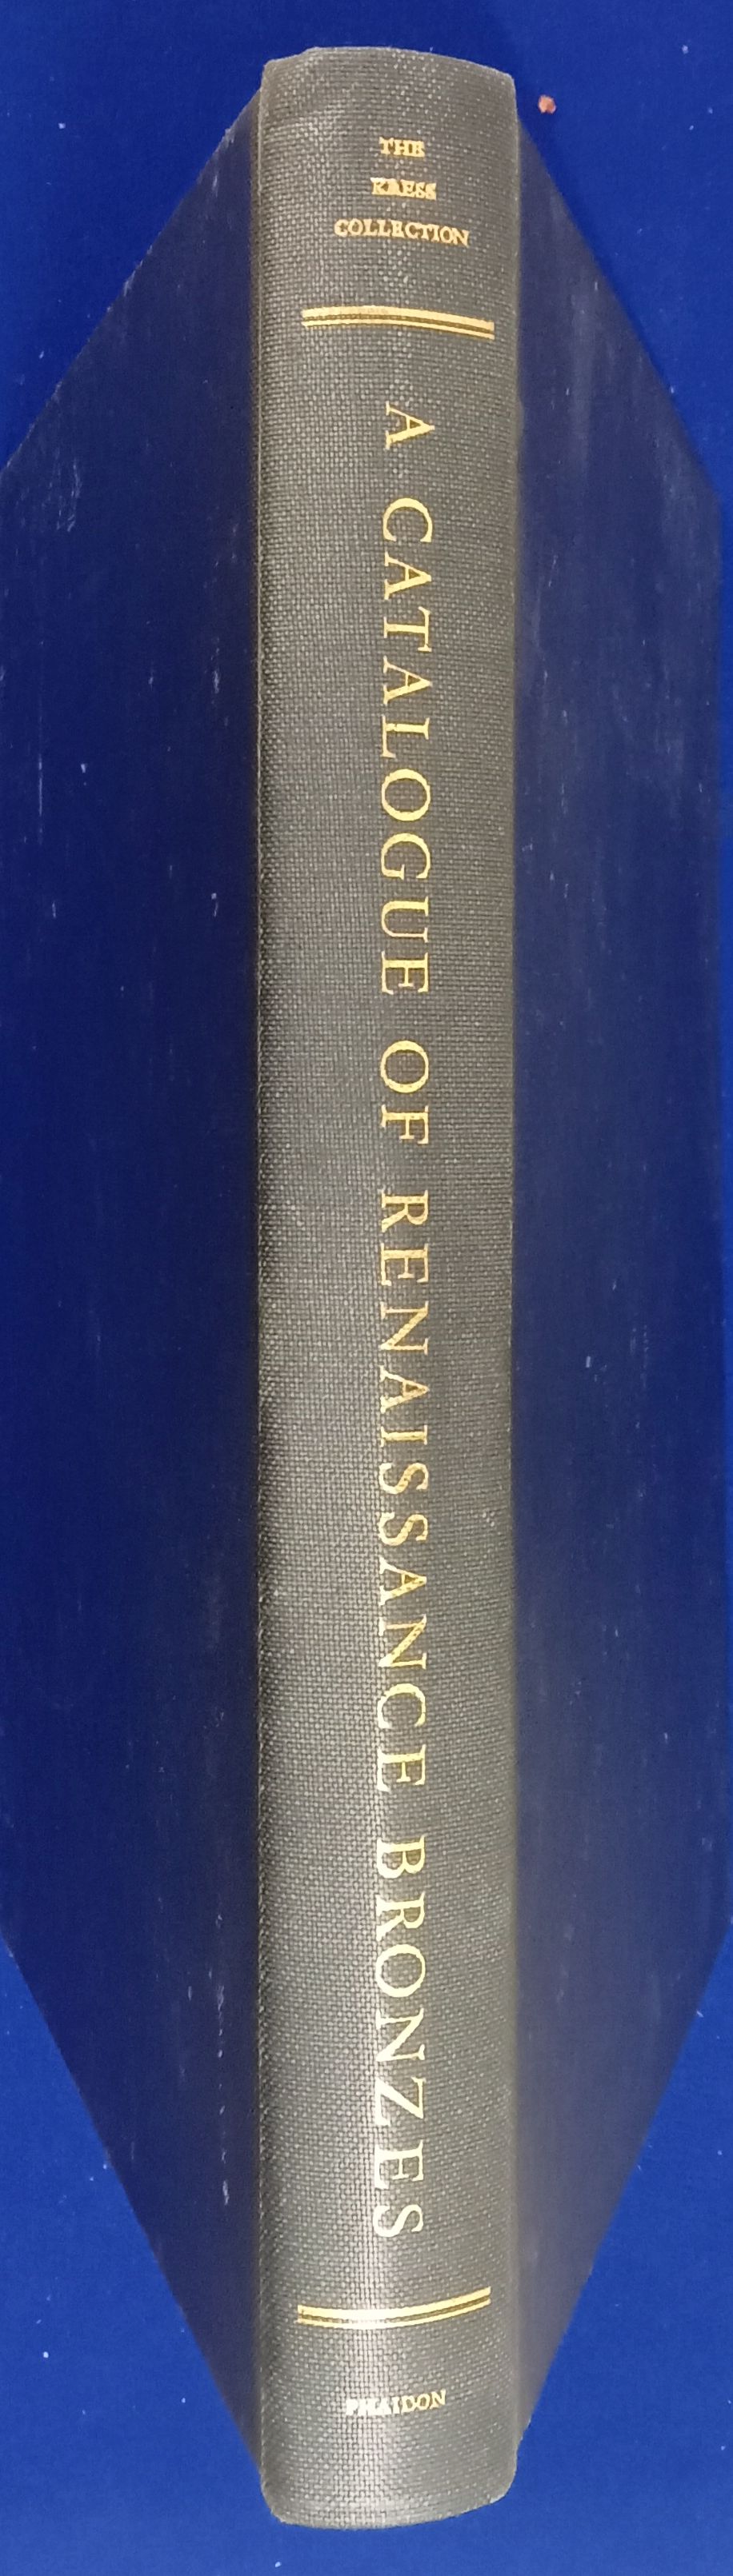 THE
KRESS
COLLECTION
A CATALOGUE OF RENAISSANCE BRONZES
PHAIDON